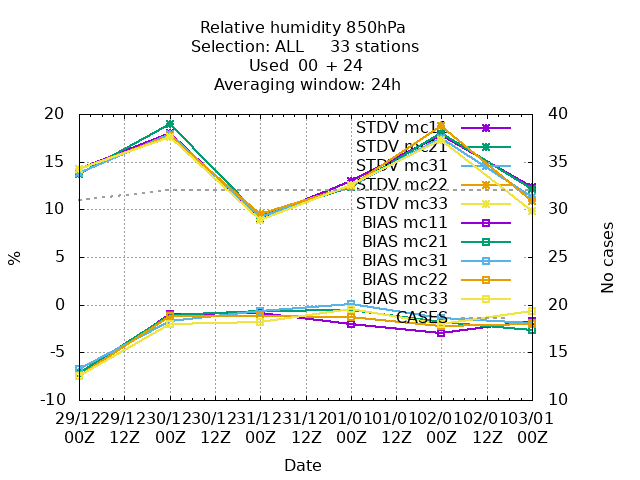 Relative humidity 850hPa
Selection: ALL     33 stations
Used  00 + 24
Averaging window: 24h
20
15
10
5
0
-5
-10
%
40
35
30
25
20
15
10
No cases
STDV mc11
STDV mc21
STDV mc31
STDV mc22
STDV mc33
BIAS mc11
BIAS mc21
BIAS mc31
BIAS mc22
BIAS mc33
CASES
29/12 29/12 30/12 30/12 31/12 31/12 01/01 01/01 02/01 02/01 03/01
00Z 12Z 00Z 12Z 00Z 12Z 00Z 12Z 00Z 12Z 00Z
Date